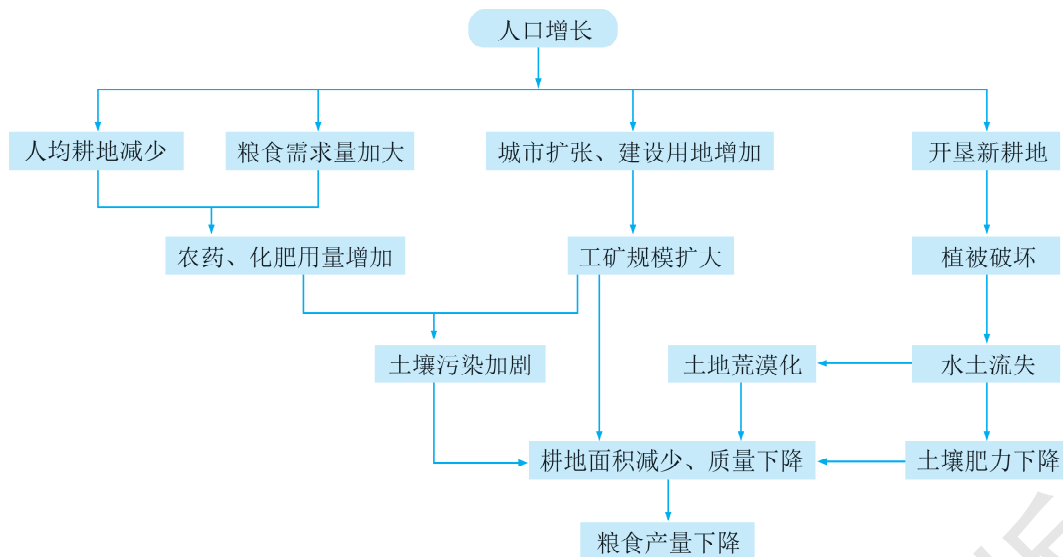 人口增长
人均耕地减少
粮食需求量加大
城市扩张、建设用地增加
开垦新耕地
农药、化肥用量增加
工矿规模扩大
植被破坏
土壤污染加剧
土地荒漠化
水土流失
耕地面积减少、质量下降
土壤肥力下降
粮食产量下降